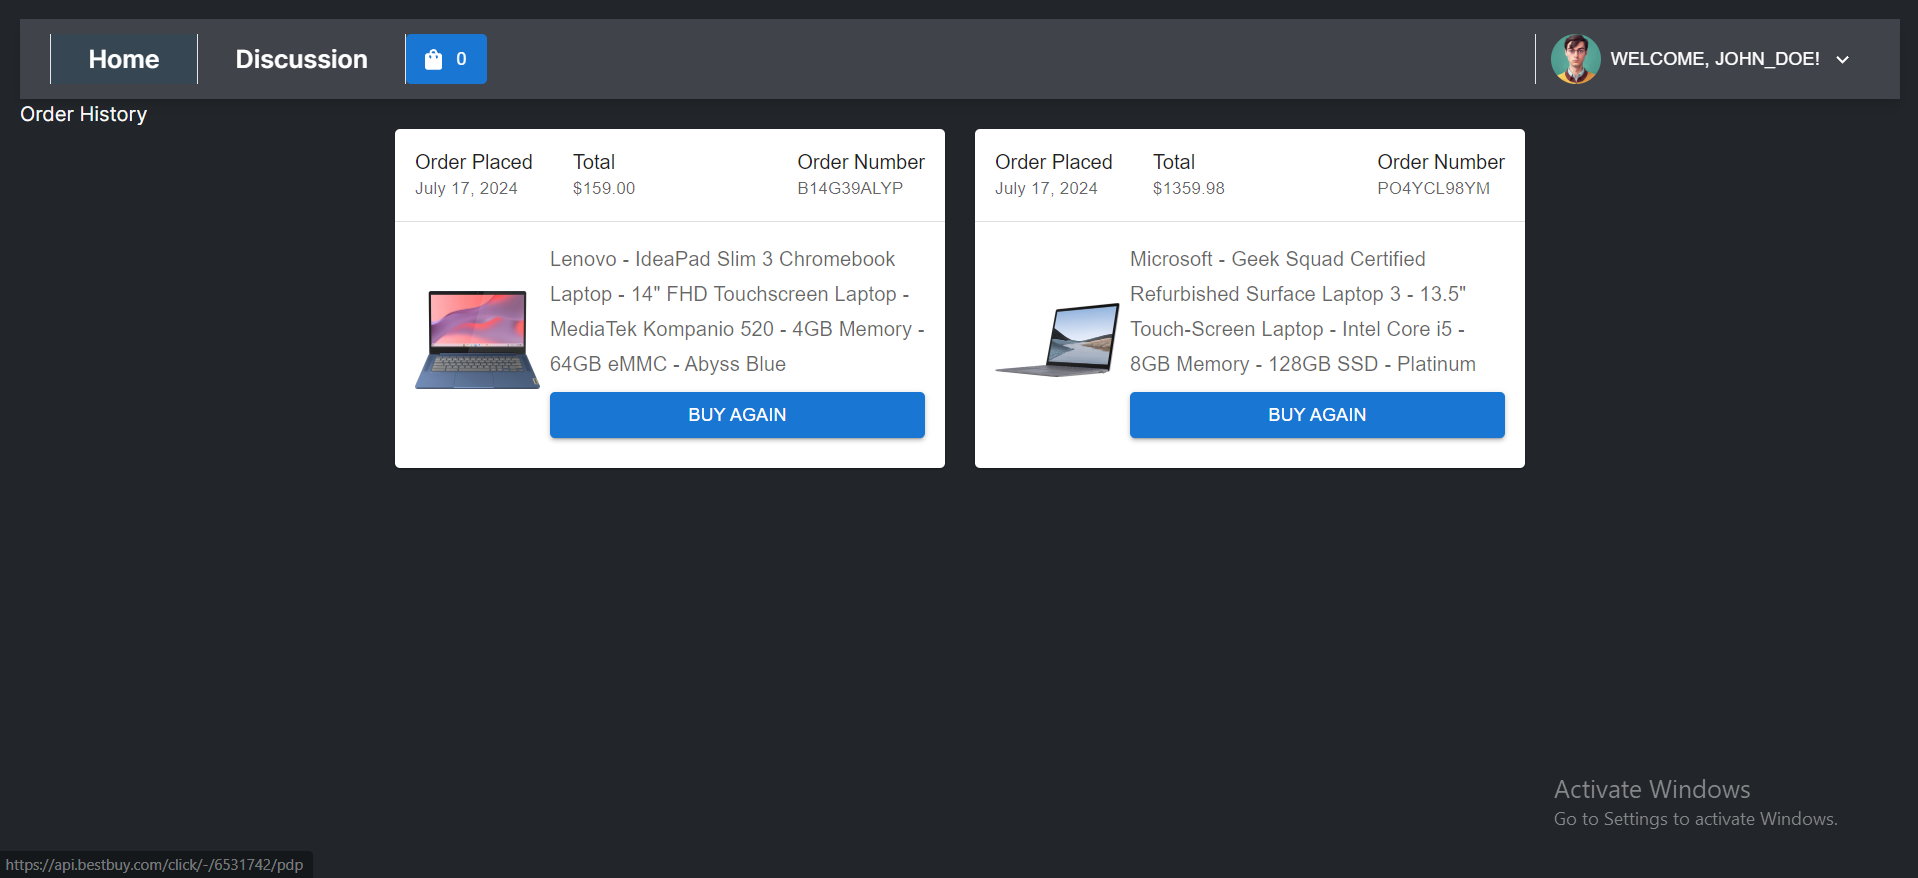 Home
Discussion
0
WELCOME, JOHN_DOE!
Order History
Order Placed
Total
Order Number
July 17, 2024
$159.00
B14G39ALYP
Lenovo - IdeaPad Slim 3 Chromebook
Laptop - 14" FHD Touchscreen Laptop -
MediaTek Kompanio 520 - 4GB Memory -
64GB eMMC - Abyss Blue
BUY AGAIN
Order Placed
Total
Order Number
July 17, 2024
$1359.98
PO4YCL98YM
Microsoft - Geek Squad Certified
Refurbished Surface Laptop 3 - 13.5"
Touch-Screen Laptop - Intel Core i5 -
8GB Memory - 128GB SSD - Platinum
BUY AGAIN
Activate Windows
Go to Settings to activate Windows.
https://api.bestbuy.com/click/-/6531742/pdp